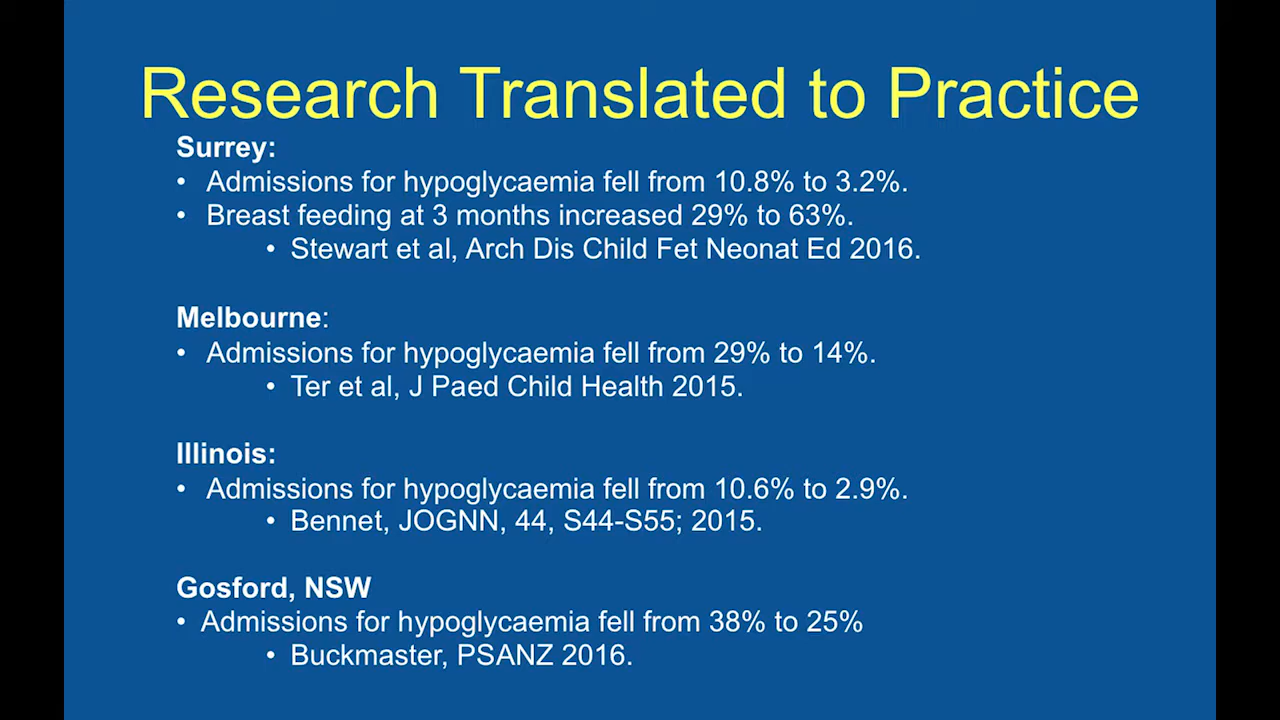 Research Translated to Practice
Surrey:
• Admissions for hypoglycaemia fell from 10.8% to 3.2%.
• Breast feeding at 3 months increased 29% to 63%.
• Stewart et al, Arch Dis Child Fet Neonat Ed 2016.
Melbourne:
• Admissions for hypoglycaemia fell from 29% to 14%.
• Ter et al, J Paed Child Health 2015.
Illinois:
• Admissions for hypoglycaemia fell from 10.6% to 2.9%.
• Bennet, JOGNN, 44, S44-S55; 2015.
Gosford, NSW
• Admissions for hypoglycaemia fell from 38% to 25%
• Buckmaster, PSANZ 2016.